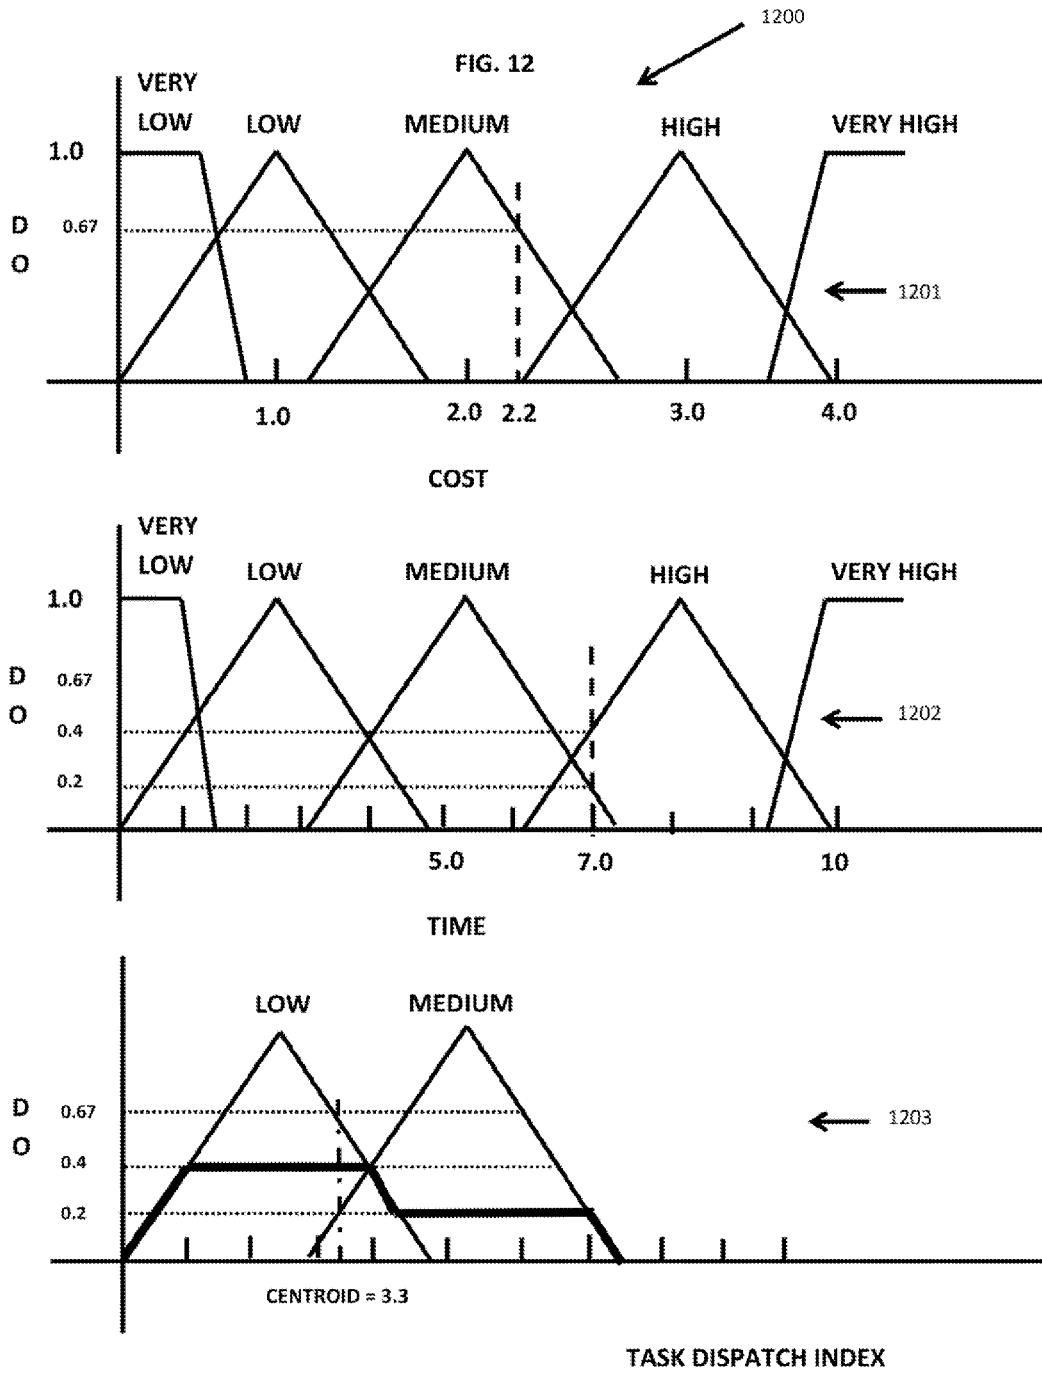 1200
FIG. 12
VERY
LOW
LOW
MEDIUM
HIGH
VERY HIGH
1.0
D
O
0.67
1201
1.0
2.0
2.2
3.0
4.0
COST
VERY
LOW
LOW
MEDIUM
HIGH
VERY HIGH
1.0
D
O
0.67
1202
0.4
0.2
5.0
7.0
10
TIME
LOW
MEDIUM
D
O
0.67
1203
0.4
0.2
CENTROID = 3.3
TASK DISPATCH INDEX